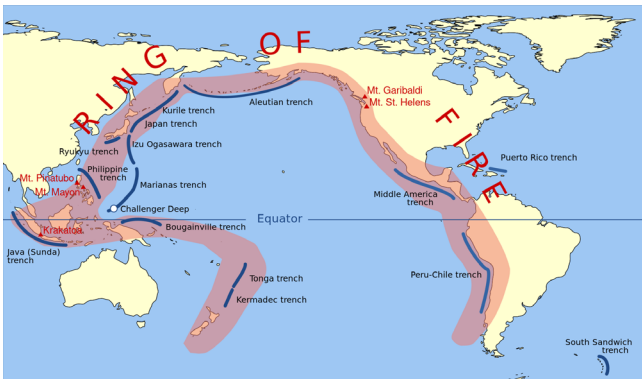 RING OF FIRE
Aleutian trench
Kurile trench
Japan trench
Izu Ogasawara trench
Ryukyu trench
Philippine
trench
Marianas trench
Challenger Deep
Mt. Pinatubo
Mt. Mayon
Krakatoa
Java (Sunda)
trench
Bougainville trench
Equator
Tonga trench
Kermadec trench
Mt. Garibaldi
Mt. St. Helens
Puerto Rico trench
Middle America
trench
Peru-Chile trench
South Sandwich
trench